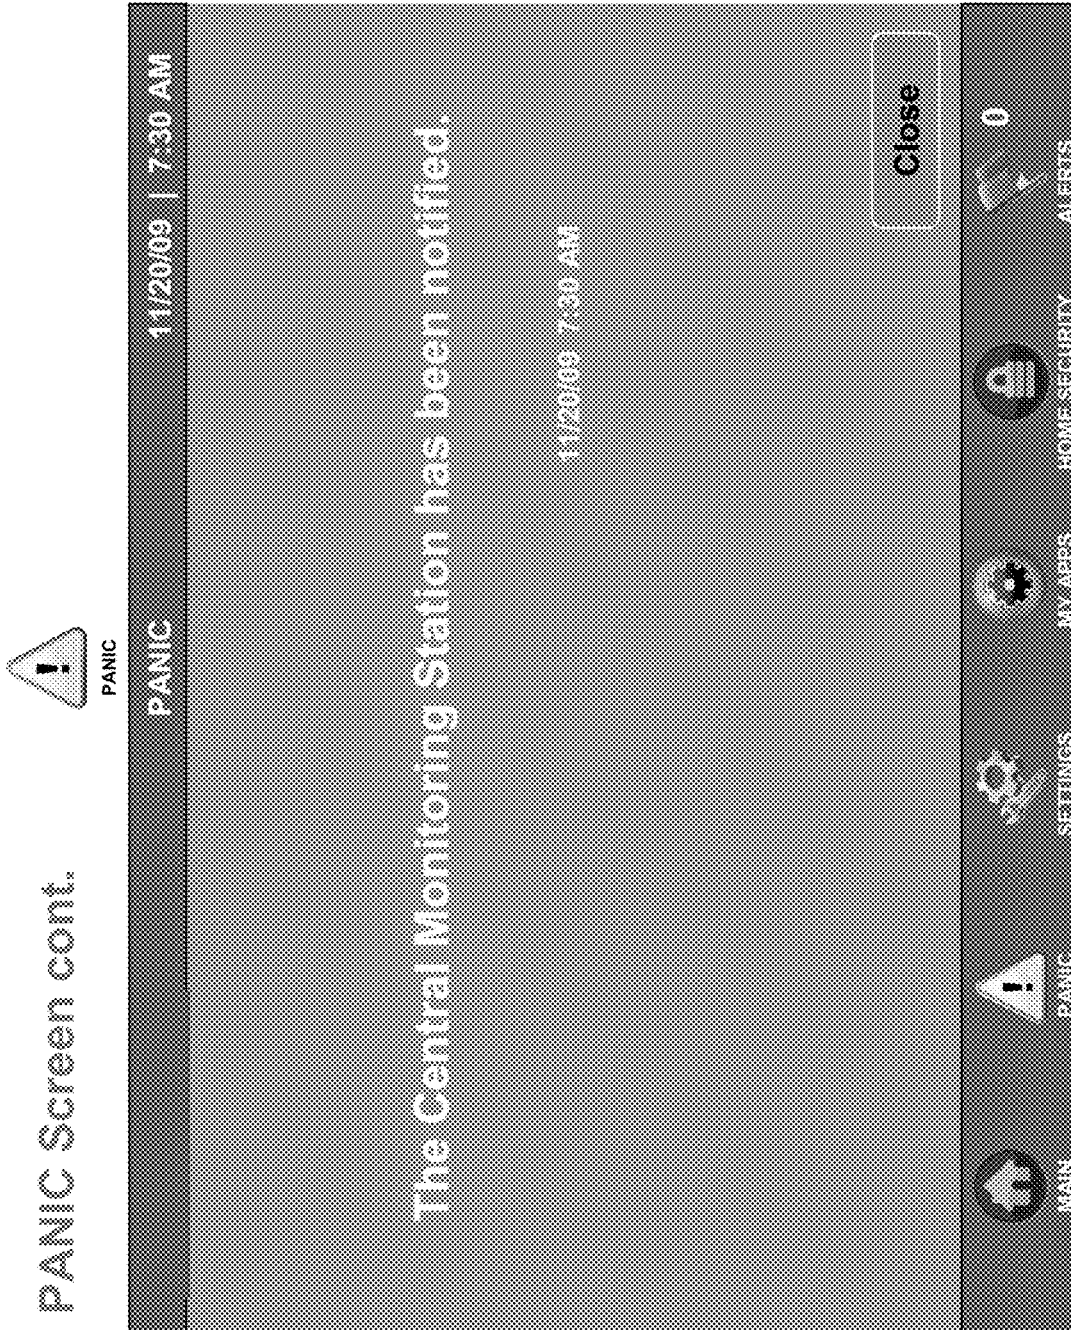 PANIC Screen cont.
PANIC
PANIC
11/20/09 | 7:30 AM
The Central Monitoring Station has been notified.
11/20/09 7:30 AM
Close
0
MAIN
PANIC
SETTINGS
MY APPS
HOME SECURITY
ALERTS